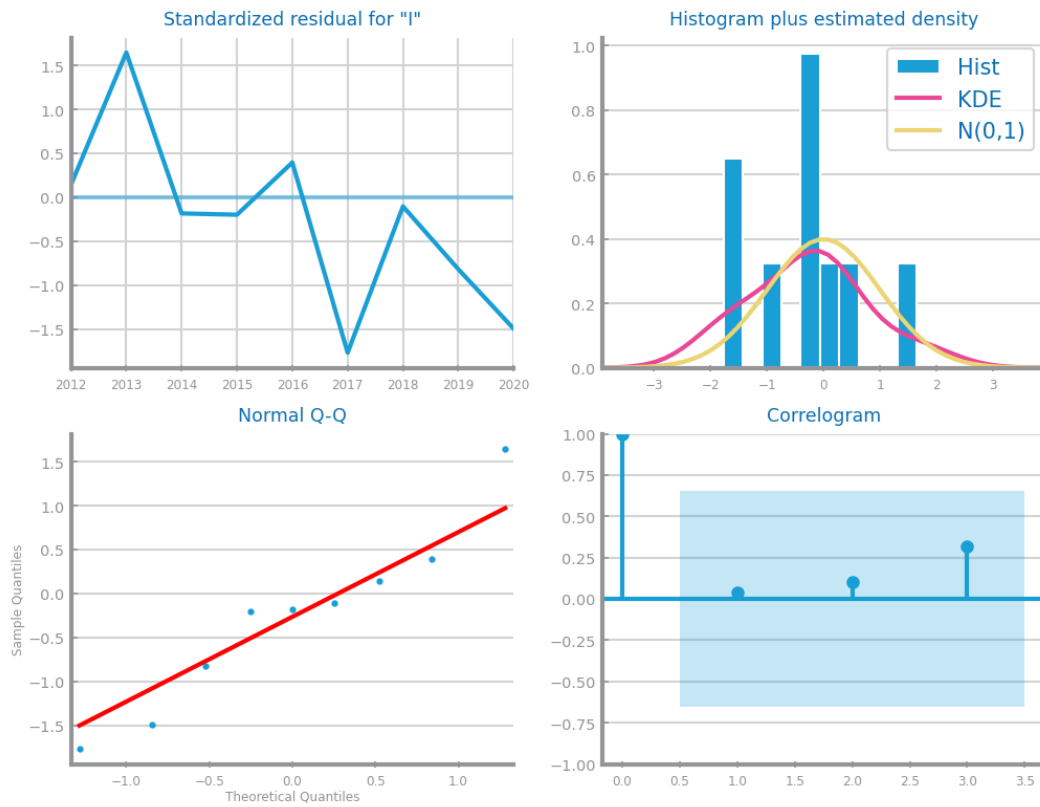 Standardized residual for "I"
1.5
1.0
0.5
0.0
−0.5
−1.0
−1.5
2012 2013 2014 2015 2016 2017 2018 2019 2020
Histogram plus estimated density
1.0
0.8
0.6
0.4
0.2
0.0
Hist
KDE
N(0,1)
−3 −2 −1 0 1 2 3
Normal Q-Q
Sample Quantiles
1.5
1.0
0.5
0.0
−0.5
−1.0
−1.5
−1.0 −0.5 0.0 0.5 1.0
Theoretical Quantiles
Correlogram
1.00
0.75
0.50
0.25
0.00
−0.25
−0.50
−0.75
−1.00
0.0 0.5 1.0 1.5 2.0 2.5 3.0 3.5